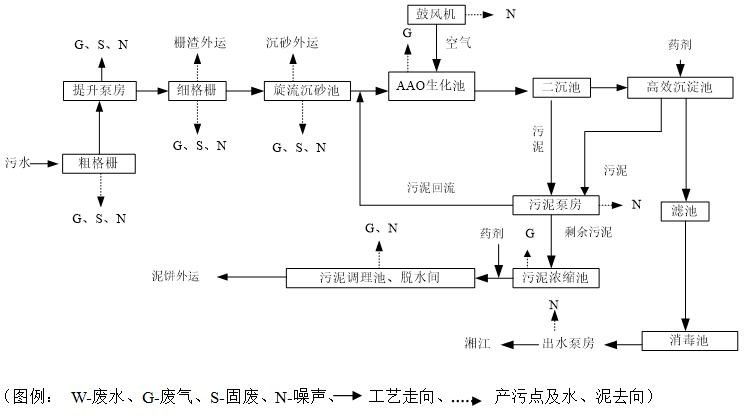 鼓风机
N
G
空气
G、S、N
栅渣外运
沉砂外运
药剂
提升泵房
细格栅
旋流沉砂池
AAO生化池
二沉池
高效沉淀池
G、S、N
G、S、N
污泥
污水
粗格栅
污泥
污泥回流
G、S、N
污泥泵房
N
滤池
G、N
药剂
G
剩余污泥
泥饼外运
污泥调理池、脱水间
污泥浓缩池
N
湘江
出水泵房
消毒池
（图例： W-废水、G-废气、S-固废、N-噪声、 工艺走向、 产污点及水、泥去向）